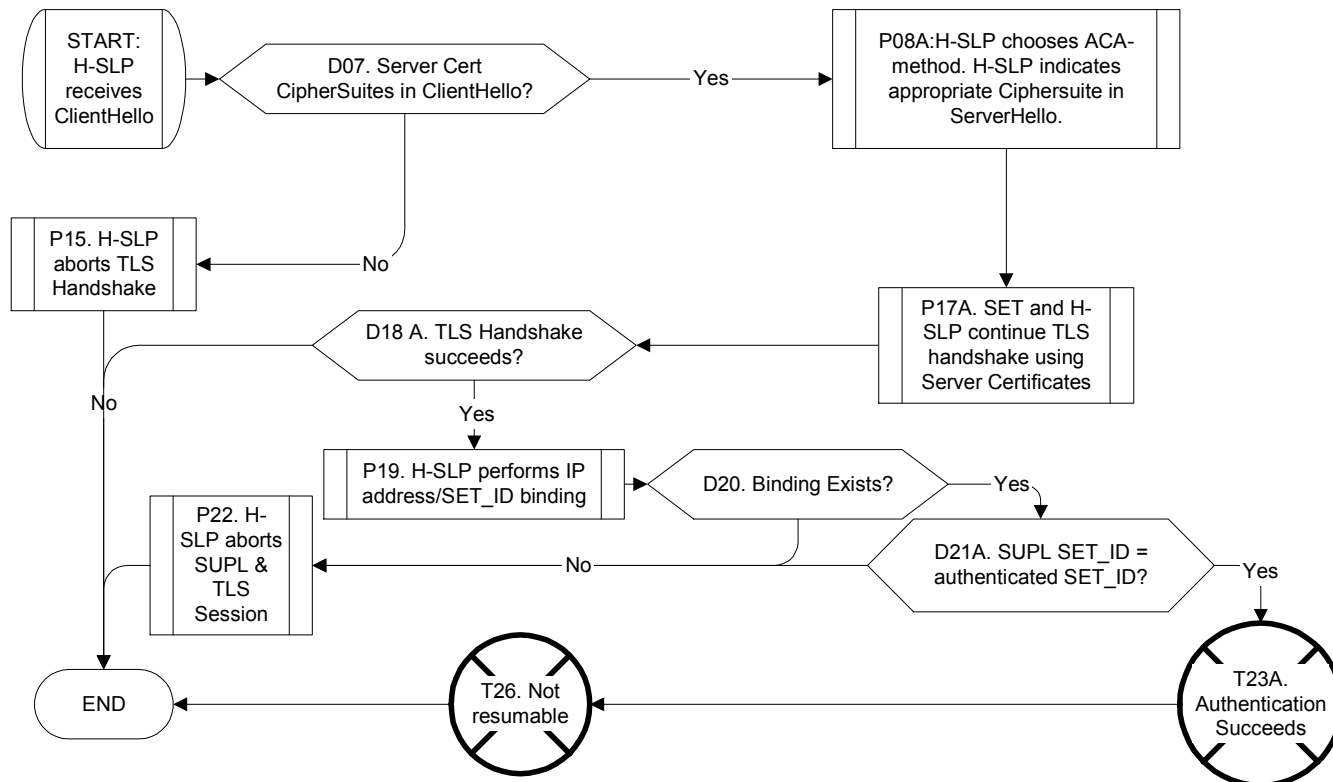 START:
H-SLP
receives
ClientHello
D07. Server Cert
CipherSuites in ClientHello?
Yes
P08A:H-SLP chooses ACA-
method. H-SLP indicates
appropriate Ciphersuite in
ServerHello.
P15. H-SLP
aborts TLS
Handshake
No
D18 A. TLS Handshake
succeeds?
P17A. SET and H-
SLP continue TLS
handshake using
Server Certificates
No
Yes
P19. H-SLP performs IP
address/SET_ID binding
D20. Binding Exists?
Yes
P22. H-
SLP aborts
SUPL &
TLS
Session
No
D21A. SUPL SET_ID =
authenticated SET_ID?
Yes
END
T26. Not
resumable
T23A.
Authentication
Succeeds